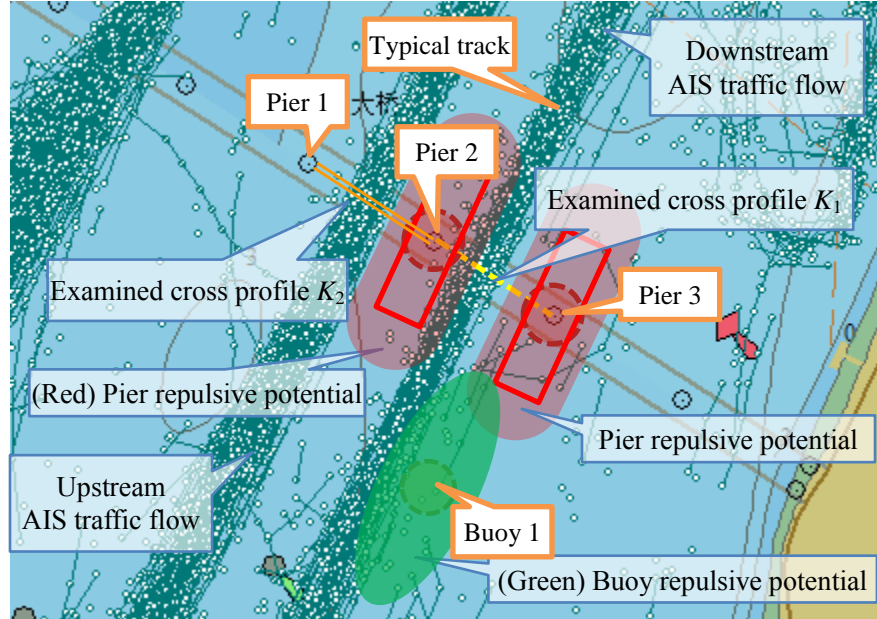 Typical track
Downstream
AIS traffic flow
Pier 1
大桥
Pier 2
Examined cross profile K1
Examined cross profile K2
Pier 3
0
(Red) Pier repulsive potential
Pier repulsive potential
Upstream
AIS traffic flow
Buoy 1
(Green) Buoy repulsive potential